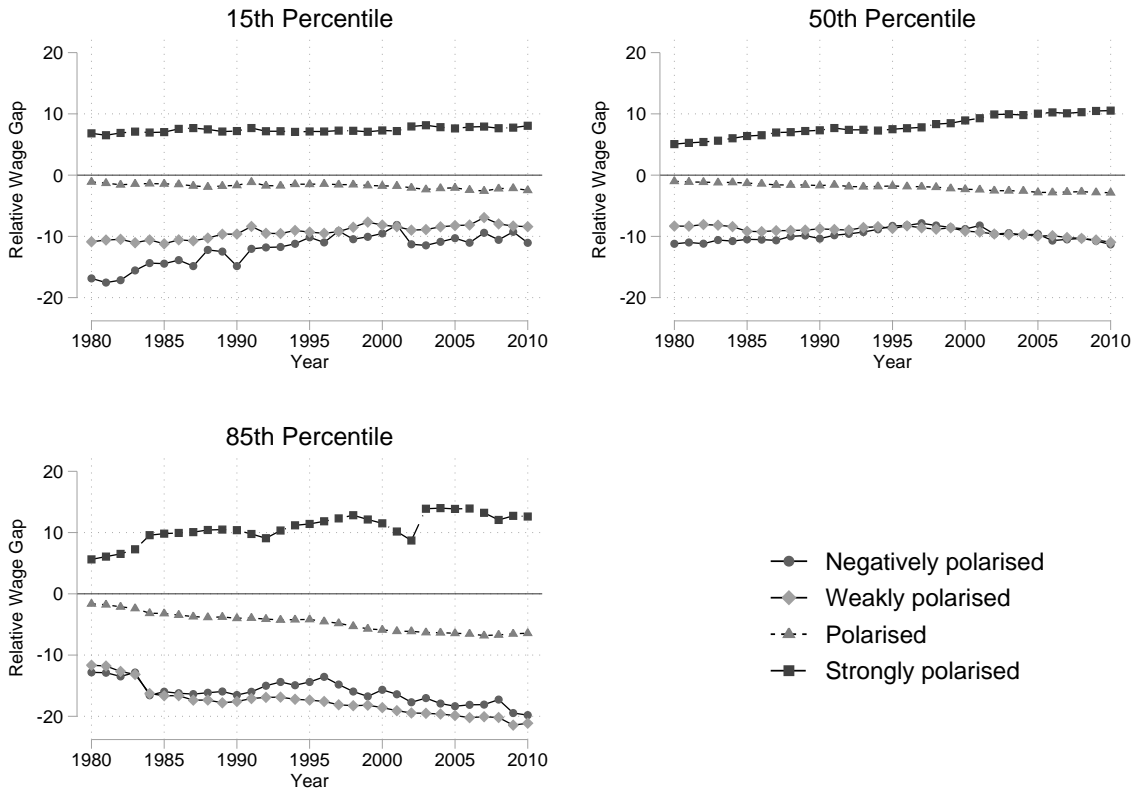 15th Percentile
Relative Wage Gap
20
10
0
-10
-20
1980 1985 1990 1995 2000 2005 2010
Year
50th Percentile
Relative Wage Gap
20
10
0
-10
-20
1980 1985 1990 1995 2000 2005 2010
Year
85th Percentile
Relative Wage Gap
20
10
0
-10
-20
1980 1985 1990 1995 2000 2005 2010
Year
Negatively polarised
Weakly polarised
Polarised
Strongly polarised